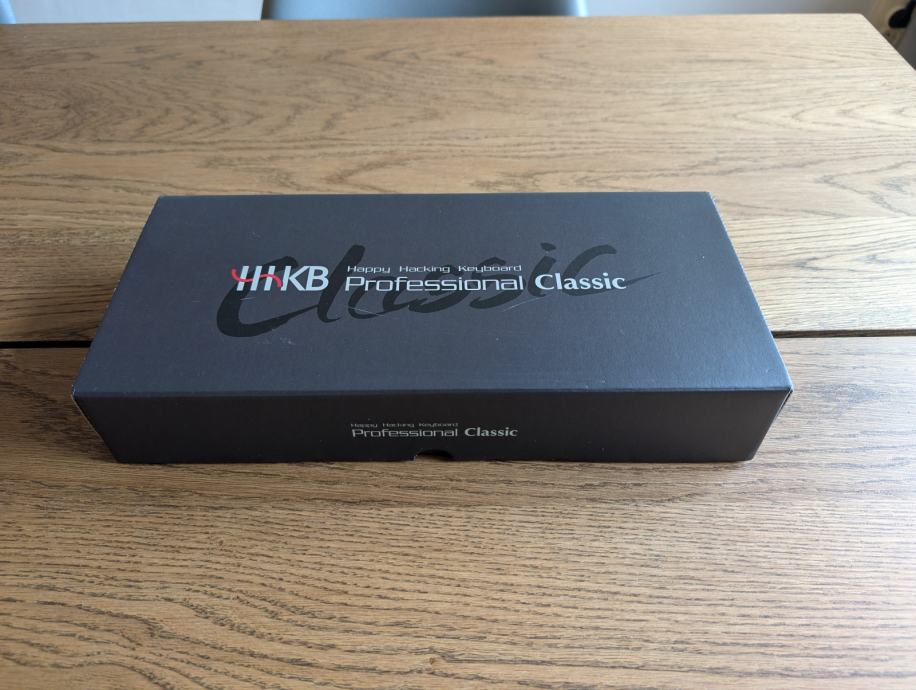 Classic
HHKB
Happy Hacking Keyboard
Professional Classic
Happy Hacking Keyboard
Professional Classic